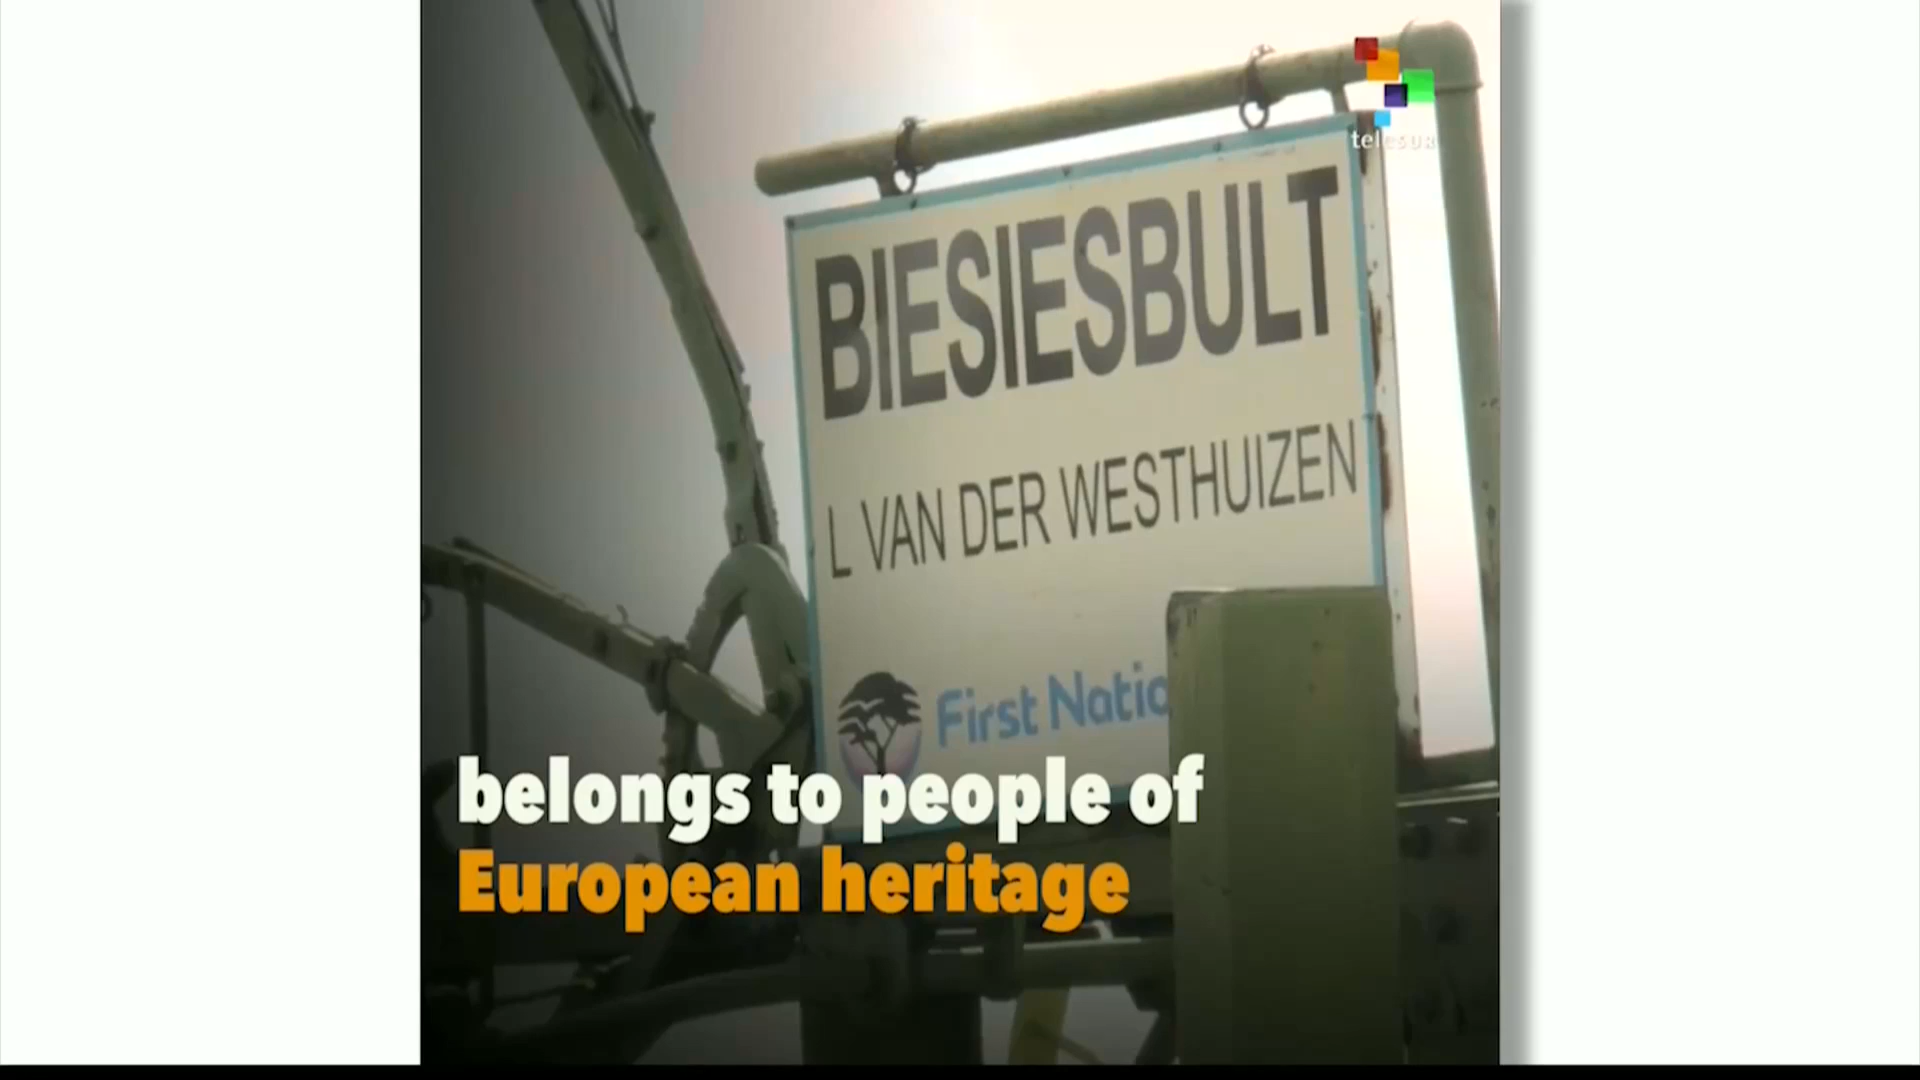 telesur
BIESIESBULT
L VAN DER WESTHUIZEN
First Natio
belongs to people of
European heritage